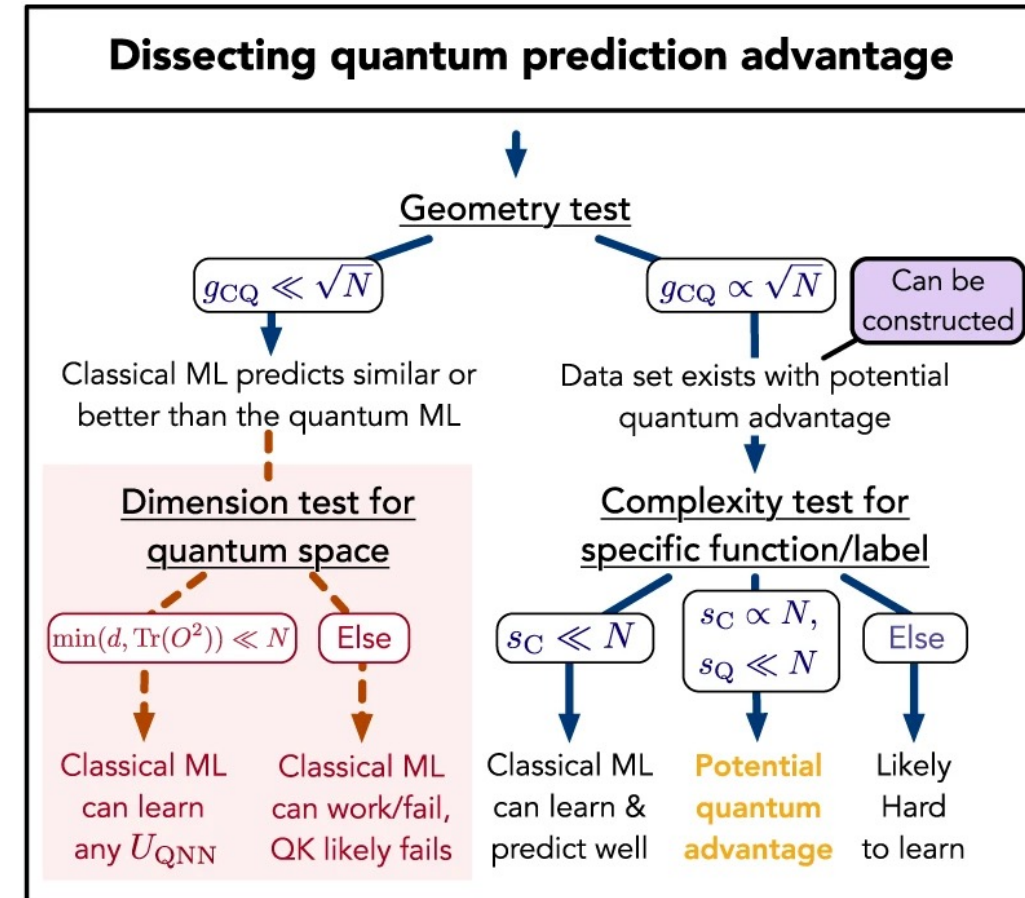 Dissecting quantum prediction advantage
Geometry test
g_CQ ≪ √N
g_CQ ∝ √N
Can be
constructed
Classical ML predicts similar or
better than the quantum ML
Data set exists with potential
quantum advantage
Dimension test for
quantum space
min(d, Tr(O²)) ≪ N
Else
Classical ML
can learn
any U_QNN
Classical ML
can work/fail,
QK likely fails
Complexity test for
specific function/label
s_C ≪ N
s_C ∝ N,
s_Q ≪ N
Else
Classical ML
can learn &
predict well
Potential
quantum
advantage
Likely
Hard
to learn